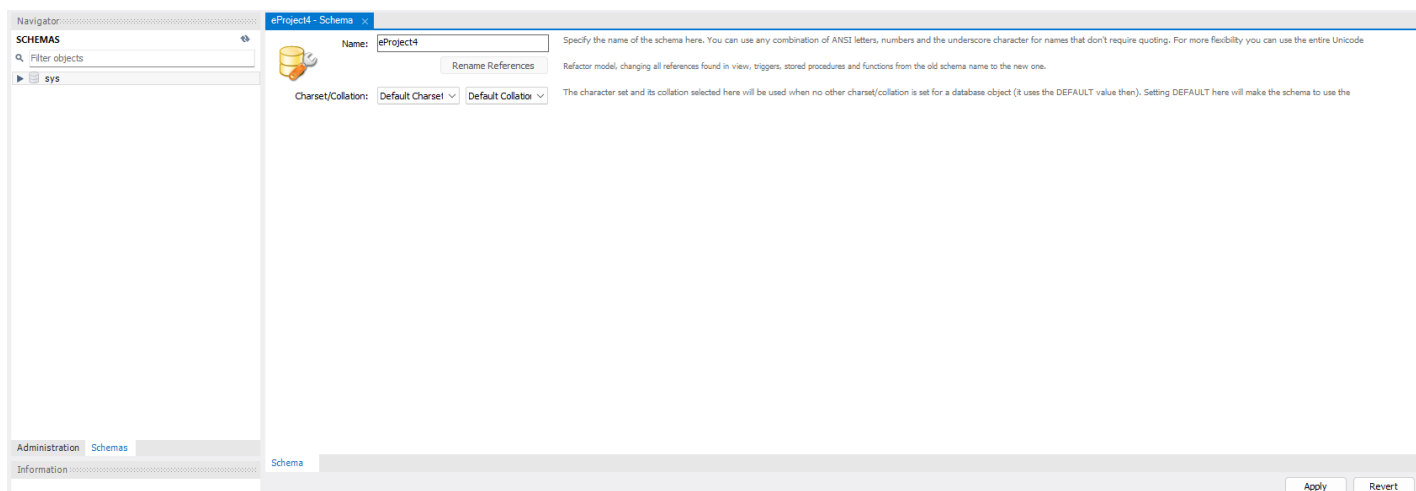 Navigator
SCHEMAS
Filter objects
sys
Administration Schemas
Information
eProject4 - Schema
Name: eProject4 Specify the name of the schema here. You can use any combination of ANSI letters, numbers and the underscore character for names that don't require quoting. For more flexibility you can use the entire Unicode
Rename References Refactor model, changing all references found in view, triggers, stored procedures and functions from the old schema name to the new one.
Charset/Collation: Default Charset Default Collation The character set and its collation selected here will be used when no other charset/collation is set for a database object (it uses the DEFAULT value then). Setting DEFAULT here will make the schema to use the
Schema
Apply Revert